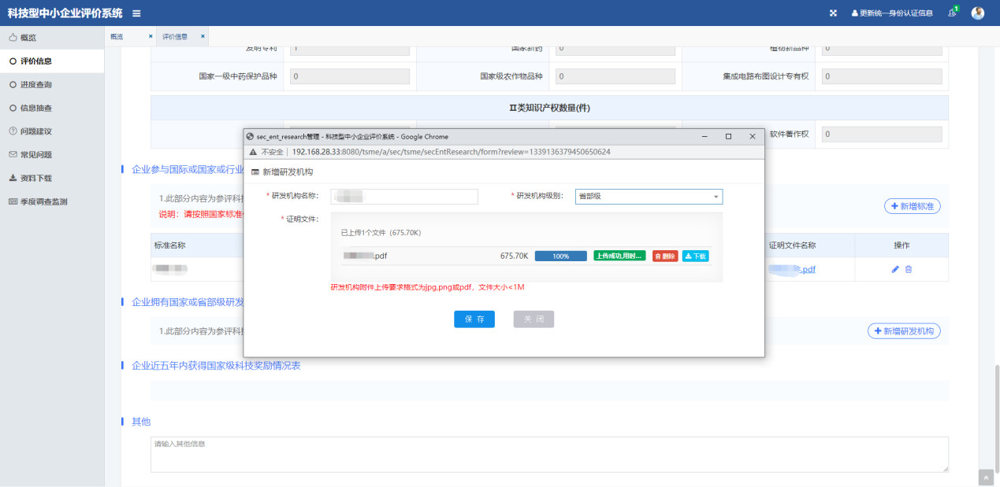 科技型中小企业评价系统
更新统一身份认证信息
1
概览
评价信息
进度查询
信息抽查
问题建议
常见问题
资料下载
季度调查监测
概览 ×
评价信息 ×
发明专利 1
国家新药 0
植物新品种 0
国家一级中药保护品种 0
国家级农作物品种 0
集成电路布图设计专有权 0
II类知识产权数量(件)
软件著作权 0
企业参与国际或国家或行业
1.此部分内容为参评科技
说明：请按照国家标准
新增标准
标准名称
证明文件名称
操作
.pdf
企业拥有国家或省部级研发
1.此部分内容为参评科技
新增研发机构
企业近五年内获得国家级科技奖励情况表
其他
请输入其他信息
sec_ent_research管理 - 科技型中小企业评价系统 - Google Chrome
不安全 | 192.168.28.33:8080/tsme/a/sec/tsme/secEntResearch/form?review=1339136379450650624
新增研发机构
* 研发机构名称：
* 研发机构级别： 省部级
* 证明文件：
已上传1个文件（675.70K）
.pdf 675.70K 100% 上传成功,用时... 删除 下载
研发机构附件上传要求格式为jpg,png或pdf，文件大小<1M
保 存
关 闭